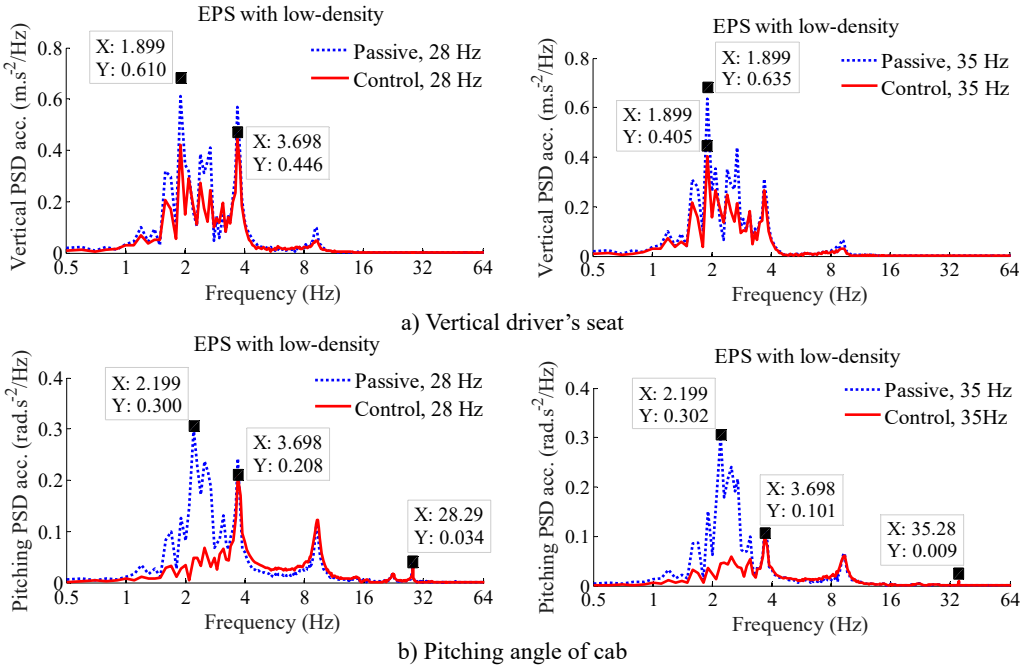 EPS with low-density
X: 1.899
Y: 0.610
Passive, 28 Hz
Control, 28 Hz
X: 3.698
Y: 0.446
Vertical PSD acc. (m.s⁻²/Hz)
0.8
0.6
0.4
0.2
0
0.5 1 2 4 8 16 32 64
Frequency (Hz)
EPS with low-density
X: 1.899
Y: 0.635
X: 1.899
Y: 0.405
Passive, 35 Hz
Control, 35 Hz
Vertical PSD acc. (m.s⁻²/Hz)
0.8
0.6
0.4
0.2
0
0.5 1 2 4 8 16 32 64
Frequency (Hz)
a) Vertical driver's seat
EPS with low-density
X: 2.199
Y: 0.300
Passive, 28 Hz
Control, 28 Hz
X: 3.698
Y: 0.208
X: 28.29
Y: 0.034
Pitching PSD acc. (rad.s⁻²/Hz)
0.4
0.3
0.2
0.1
0
0.5 1 2 4 8 16 32 64
Frequency (Hz)
EPS with low-density
X: 2.199
Y: 0.302
Passive, 35 Hz
Control, 35Hz
X: 3.698
Y: 0.101
X: 35.28
Y: 0.009
Pitching PSD acc. (rad.s⁻²/Hz)
0.4
0.3
0.2
0.1
0
0.5 1 2 4 8 16 32 64
Frequency (Hz)
b) Pitching angle of cab